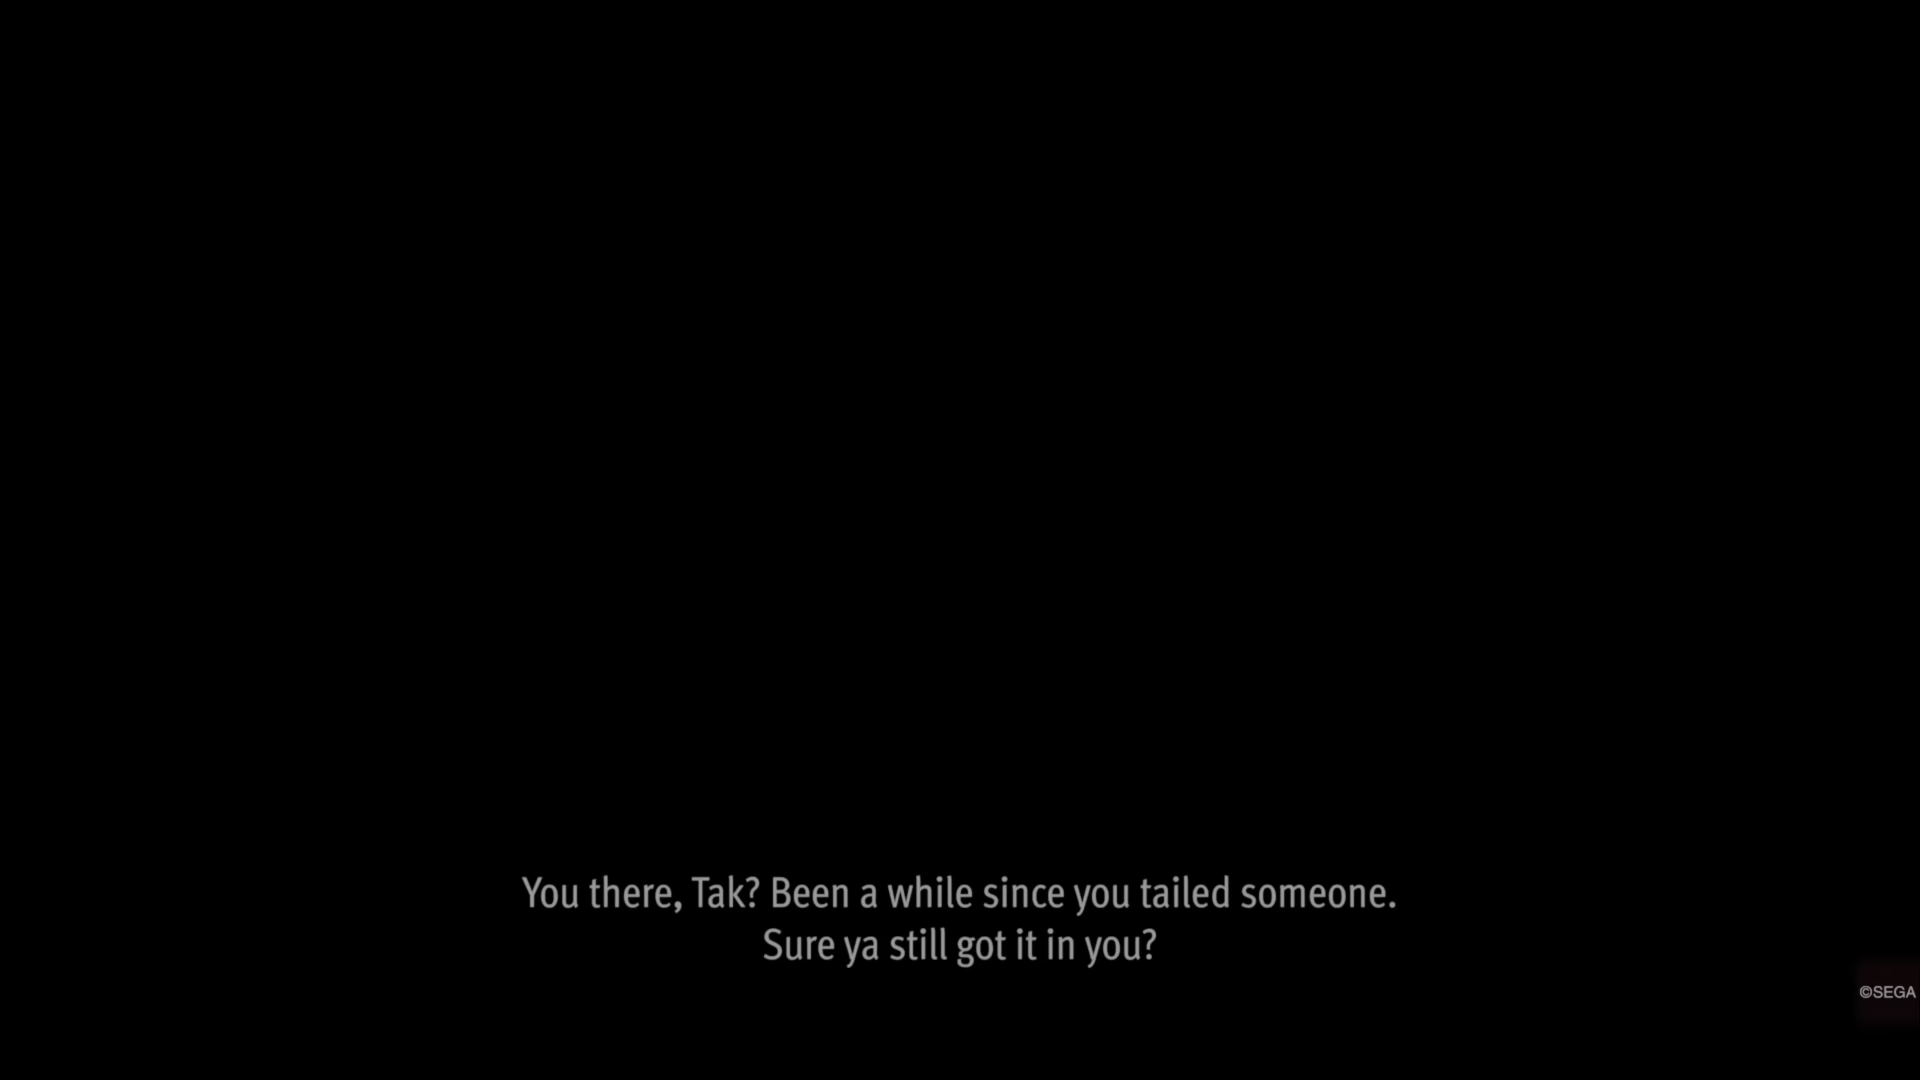 You there, Tak? Been a while since you tailed someone.
Sure ya still got it in you?
©SEGA